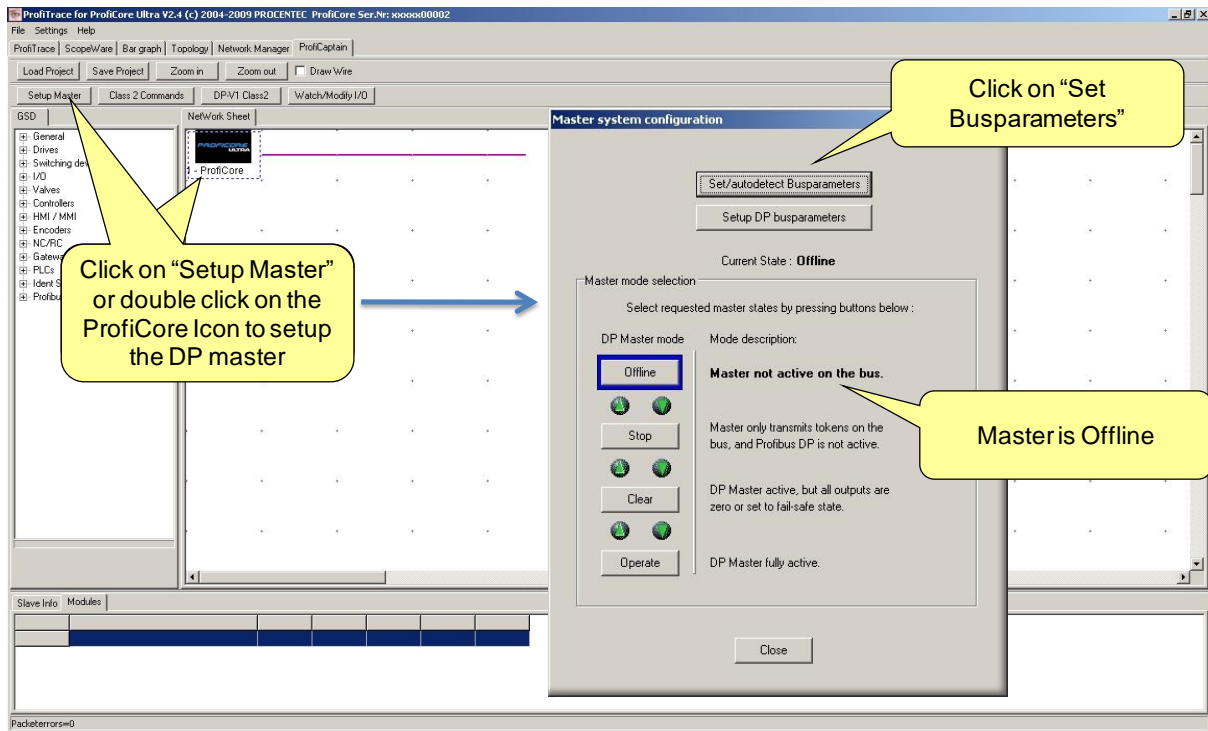 ProfiTrace for ProfiCore Ultra V2.4 (c) 2004-2009 PROCENTEC ProfiCore Ser.Nr: xxxxx00002
File Settings Help
ProfiTrace ScopeWare Bar graph Topology Network Manager ProfiCaptain
Load Project Save Project Zoom in Zoom out Draw Wire
Setup Master Class 2 Commands DP-V1 Class2 Watch/Modify I/O
GSD NetWork Sheet
General
Drives
Switching dev
I/O
Valves
Controllers
HMI / MMI
Encoders
NC/RC
Gatewa
PLCs
Ident S
Profibu
PROFICORE
ULTRA
1 - ProfiCore
Click on “Setup Master”
or double click on the
ProfiCore Icon to setup
the DP master
Master system configuration
Click on “Set
Busparameters”
Set/autodetect Busparameters
Setup DP busparameters
Current State : Offline
Master mode selection
Select requested master states by pressing buttons below :
DP Master mode Mode description:
Offline Master not active on the bus.
Stop Master only transmits tokens on the
bus, and Profibus DP is not active.
Clear DP Master active, but all outputs are
zero or set to fail-safe state.
Operate DP Master fully active.
Master is Offline
Close
Slave Info Modules
Packeterrors=0